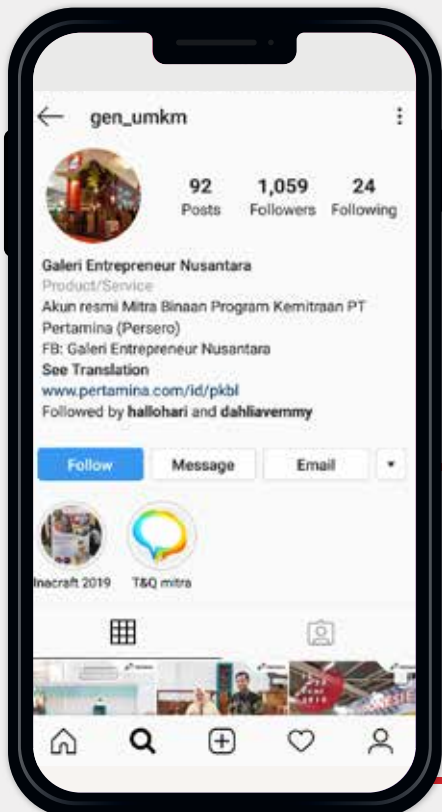 gen_umkm
92 1,059 24
Posts Followers Following
Galeri Entrepreneur Nusantara
Product/Service
Akun resmi Mitra Binaan Program Kemitraan PT
Pertamina (Persero)
FB: Galeri Entrepreneur Nusantara
See Translation
www.pertamina.com/id/pkbl
Followed by hallohari and dahliavemmy
Follow Message Email
Inacraft 2019 T&Q mitra